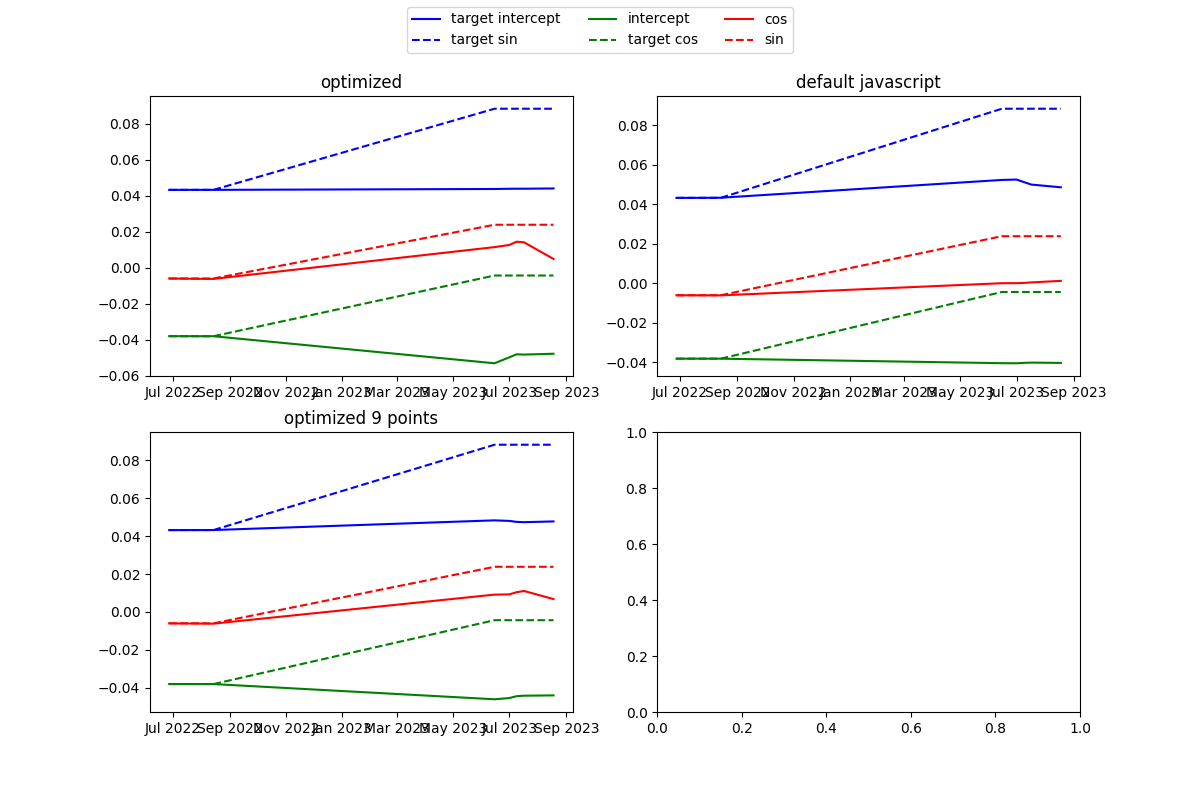 target intercept intercept cos
target sin target cos sin
optimized default javascript
0.08 0.08
0.06 0.06
0.04 0.04
0.02 0.02
0.00 0.00
−0.02 −0.02
−0.04 −0.04
−0.06
Jul 2022 Sep 2022 Nov 2022 Jan 2023 Mar 2023 May 2023 Jul 2023 Sep 2023 Jul 2022 Sep 2022 Nov 2022 Jan 2023 Mar 2023 May 2023 Jul 2023 Sep 2023
optimized 9 points
0.08 1.0
0.06 0.8
0.04 0.6
0.02 0.4
0.00 0.2
−0.02 0.0
−0.04
Jul 2022 Sep 2022 Nov 2022 Jan 2023 Mar 2023 May 2023 Jul 2023 Sep 2023 0.0 0.2 0.4 0.6 0.8 1.0